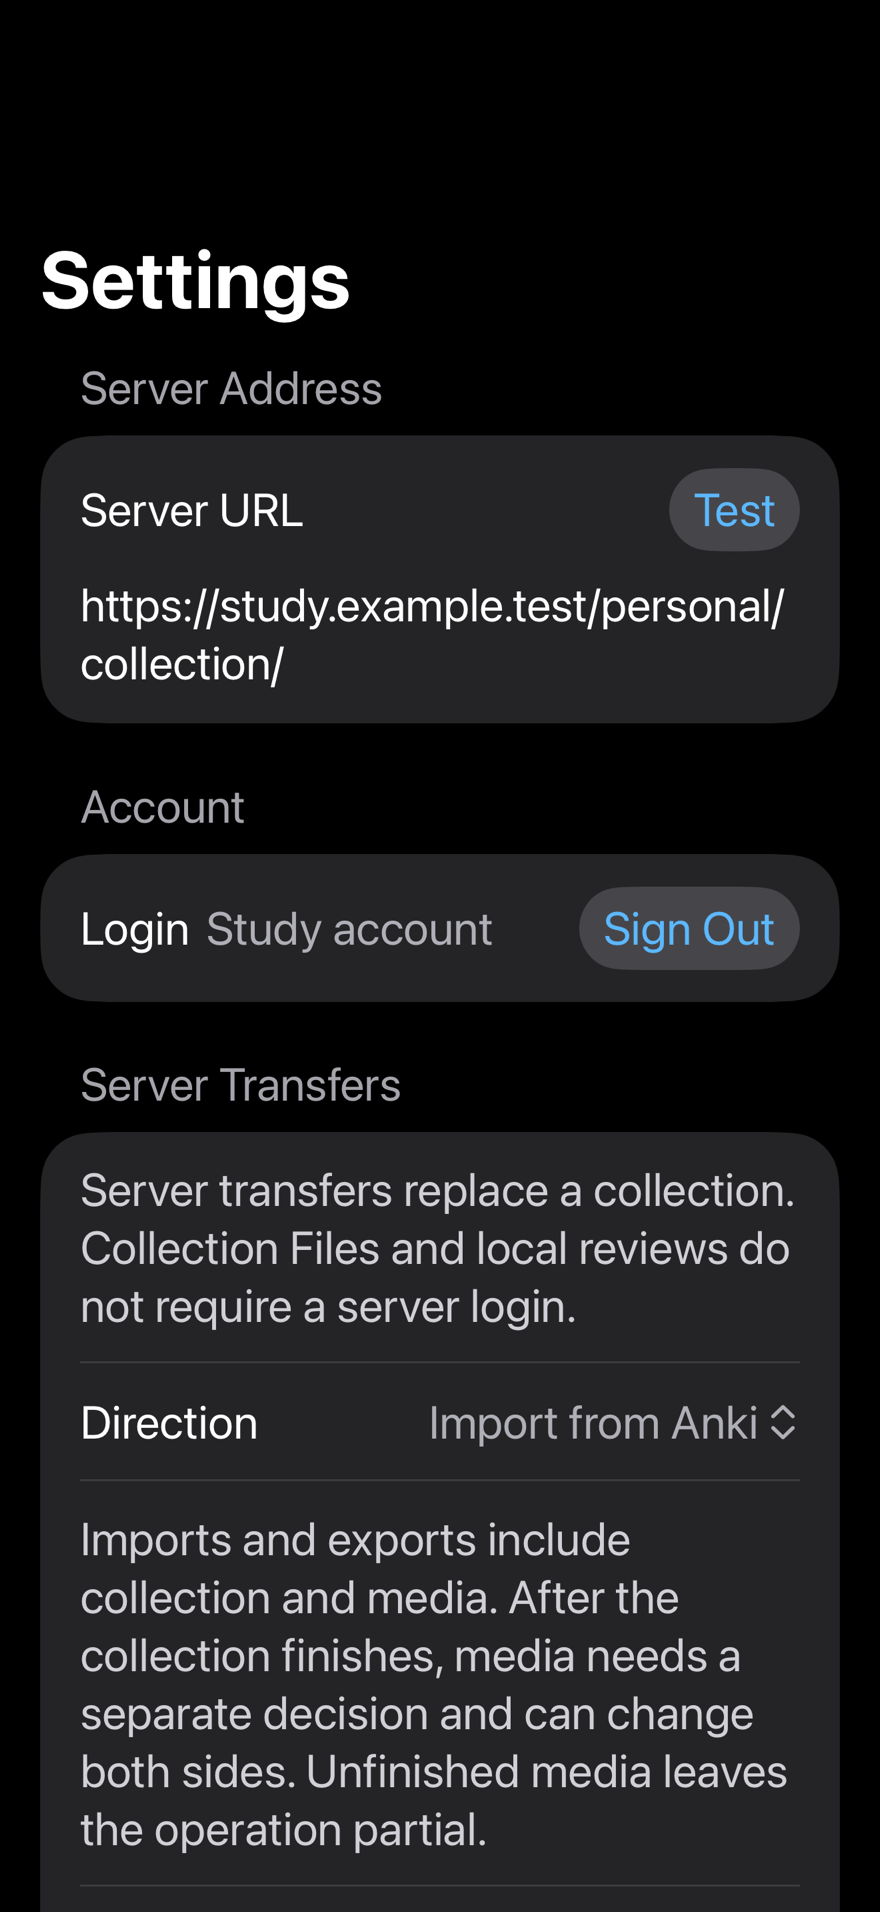 Settings
Server Address
Server URL Test
https://study.example.test/personal/
collection/
Account
Login Study account Sign Out
Server Transfers
Server transfers replace a collection.
Collection Files and local reviews do
not require a server login.
Direction Import from Anki
Imports and exports include
collection and media. After the
collection finishes, media needs a
separate decision and can change
both sides. Unfinished media leaves
the operation partial.